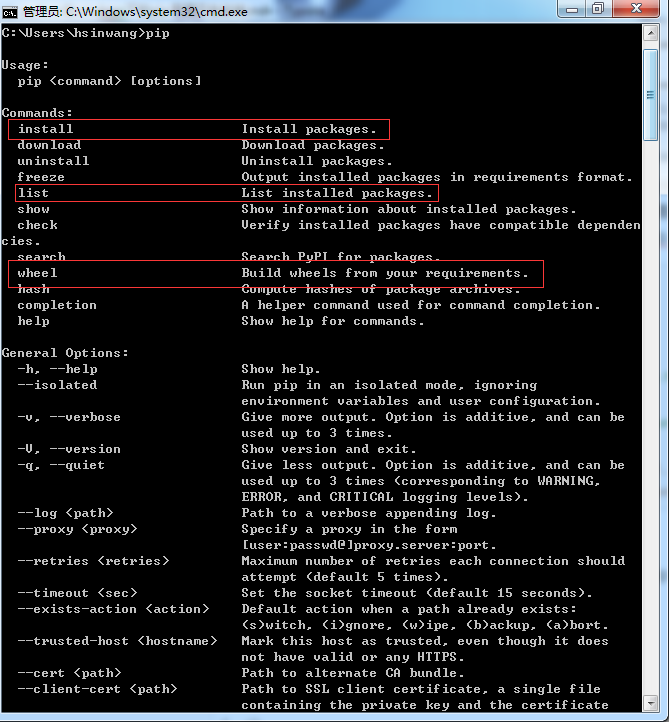 管理员: C:\Windows\system32\cmd.exe
C:\Users\hsinwang>pip
Usage:
pip <command> [options]
Commands:
install Install packages.
download Download packages.
uninstall Uninstall packages.
freeze Output installed packages in requirements format.
list List installed packages.
show Show information about installed packages.
check Verify installed packages have compatible dependen
cies.
search Search PyPI for packages.
wheel Build wheels from your requirements.
hash Compute hashes of package archives.
completion A helper command used for command completion.
help Show help for commands.
General Options:
-h, --help Show help.
--isolated Run pip in an isolated mode, ignoring
environment variables and user configuration.
-v, --verbose Give more output. Option is additive, and can be
used up to 3 times.
-V, --version Show version and exit.
-q, --quiet Give less output. Option is additive, and can be
used up to 3 times (corresponding to WARNING,
ERROR, and CRITICAL logging levels).
--log <path> Path to a verbose appending log.
--proxy <proxy> Specify a proxy in the form
[user:passwd@]proxy.server:port.
--retries <retries> Maximum number of retries each connection should
attempt (default 5 times).
--timeout <sec> Set the socket timeout (default 15 seconds).
--exists-action <action> Default action when a path already exists:
(s)witch, (i)gnore, (w)ipe, (b)ackup, (a)bort.
--trusted-host <hostname> Mark this host as trusted, even though it does
not have valid or any HTTPS.
--cert <path> Path to alternate CA bundle.
--client-cert <path> Path to SSL client certificate, a single file
containing the private key and the certificate